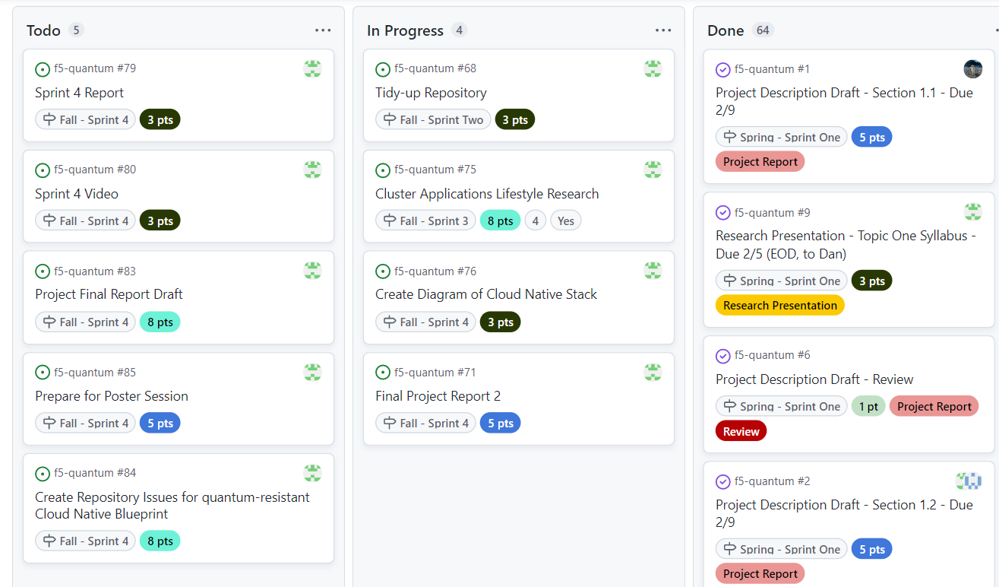 Todo 5
f5-quantum #79
Sprint 4 Report
Fall - Sprint 4 3 pts
f5-quantum #80
Sprint 4 Video
Fall - Sprint 4 3 pts
f5-quantum #83
Project Final Report Draft
Fall - Sprint 4 8 pts
f5-quantum #85
Prepare for Poster Session
Fall - Sprint 4 5 pts
f5-quantum #84
Create Repository Issues for quantum-resistant
Cloud Native Blueprint
Fall - Sprint 4 8 pts
In Progress 4
f5-quantum #68
Tidy-up Repository
Fall - Sprint Two 3 pts
f5-quantum #75
Cluster Applications Lifestyle Research
Fall - Sprint 3 8 pts 4 Yes
f5-quantum #76
Create Diagram of Cloud Native Stack
Fall - Sprint 4 3 pts
f5-quantum #71
Final Project Report 2
Fall - Sprint 4 5 pts
Done 64
f5-quantum #1
Project Description Draft - Section 1.1 - Due
2/9
Spring - Sprint One 5 pts
Project Report
f5-quantum #9
Research Presentation - Topic One Syllabus -
Due 2/5 (EOD, to Dan)
Spring - Sprint One 3 pts
Research Presentation
f5-quantum #6
Project Description Draft - Review
Spring - Sprint One 1 pt Project Report
Review
f5-quantum #2
Project Description Draft - Section 1.2 - Due
2/9
Spring - Sprint One 5 pts
Project Report